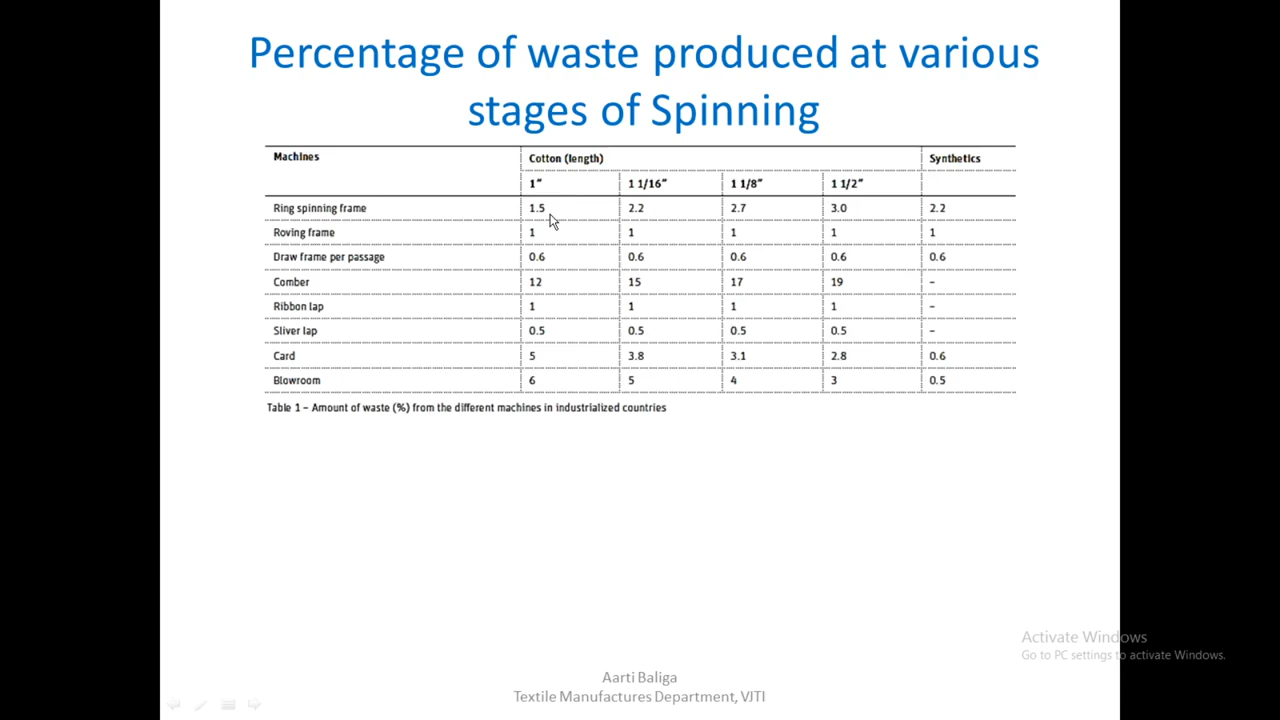 Percentage of waste produced at various
stages of Spinning
Machines Cotton (length) Synthetics
1" 1 1/16" 1 1/8" 1 1/2"
Ring spinning frame 1.5 2.2 2.7 3.0 2.2
Roving frame 1 1 1 1 1
Draw frame per passage 0.6 0.6 0.6 0.6 0.6
Comber 12 15 17 19 –
Ribbon lap 1 1 1 1 –
Sliver lap 0.5 0.5 0.5 0.5 –
Card 5 3.8 3.1 2.8 0.6
Blowroom 6 5 4 3 0.5
Table 1 – Amount of waste (%) from the different machines in industrialized countries
Activate Windows
Go to PC settings to activate Windows.
Aarti Baliga
Textile Manufactures Department, VJTI